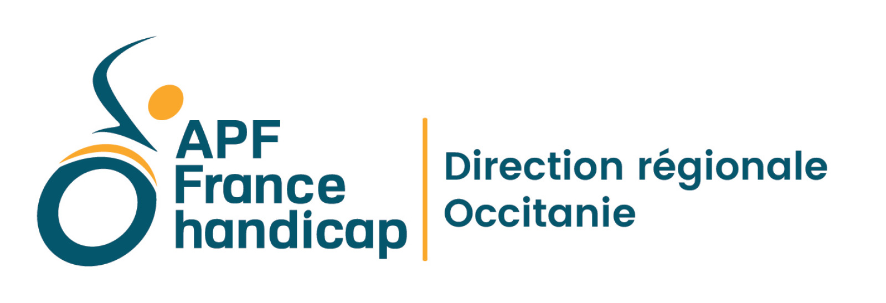 APF
France
handicap
Direction régionale
Occitanie